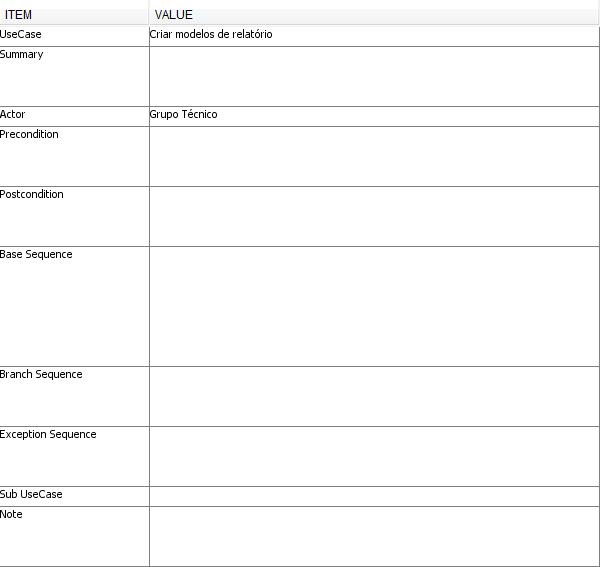 ITEM VALUE
UseCase Criar modelos de relatório
Summary
Actor Grupo Técnico
Precondition
Postcondition
Base Sequence
Branch Sequence
Exception Sequence
Sub UseCase
Note